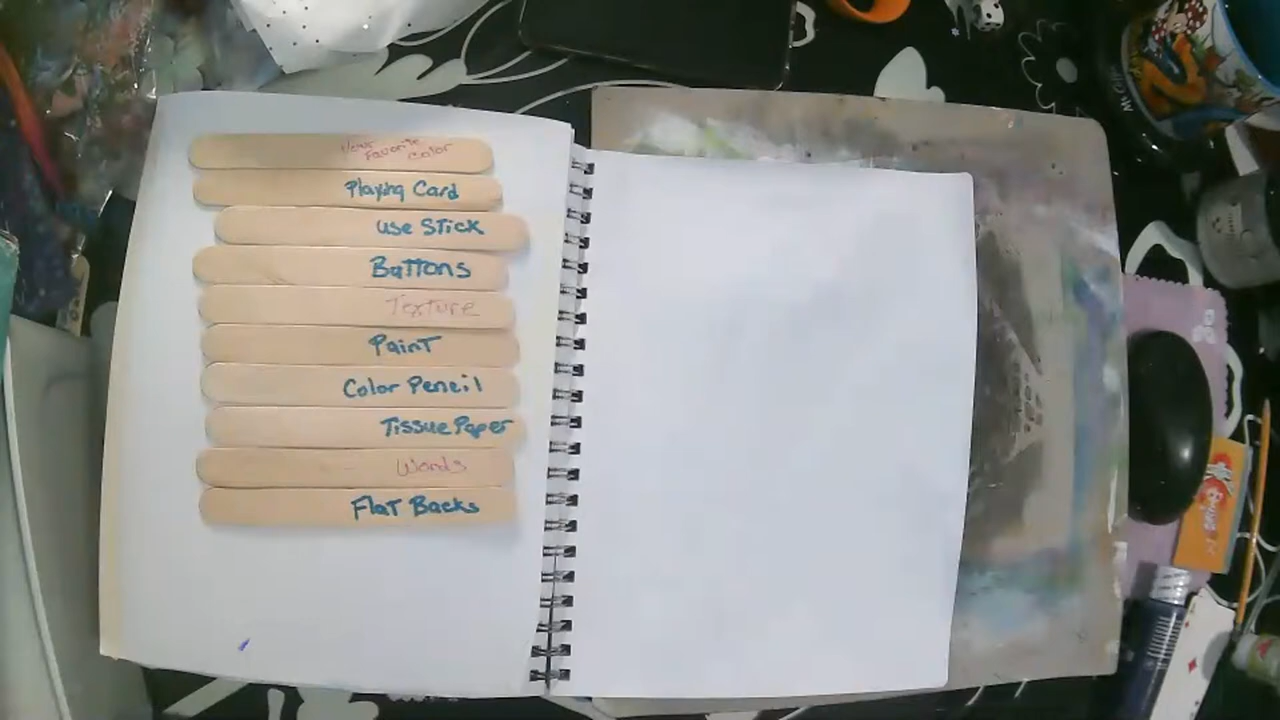 Your
Favorite
Color
Playing Card
Use Stick
Buttons
Texture
Paint
Color Pencil
Tissue Paper
Words
Flat Backs